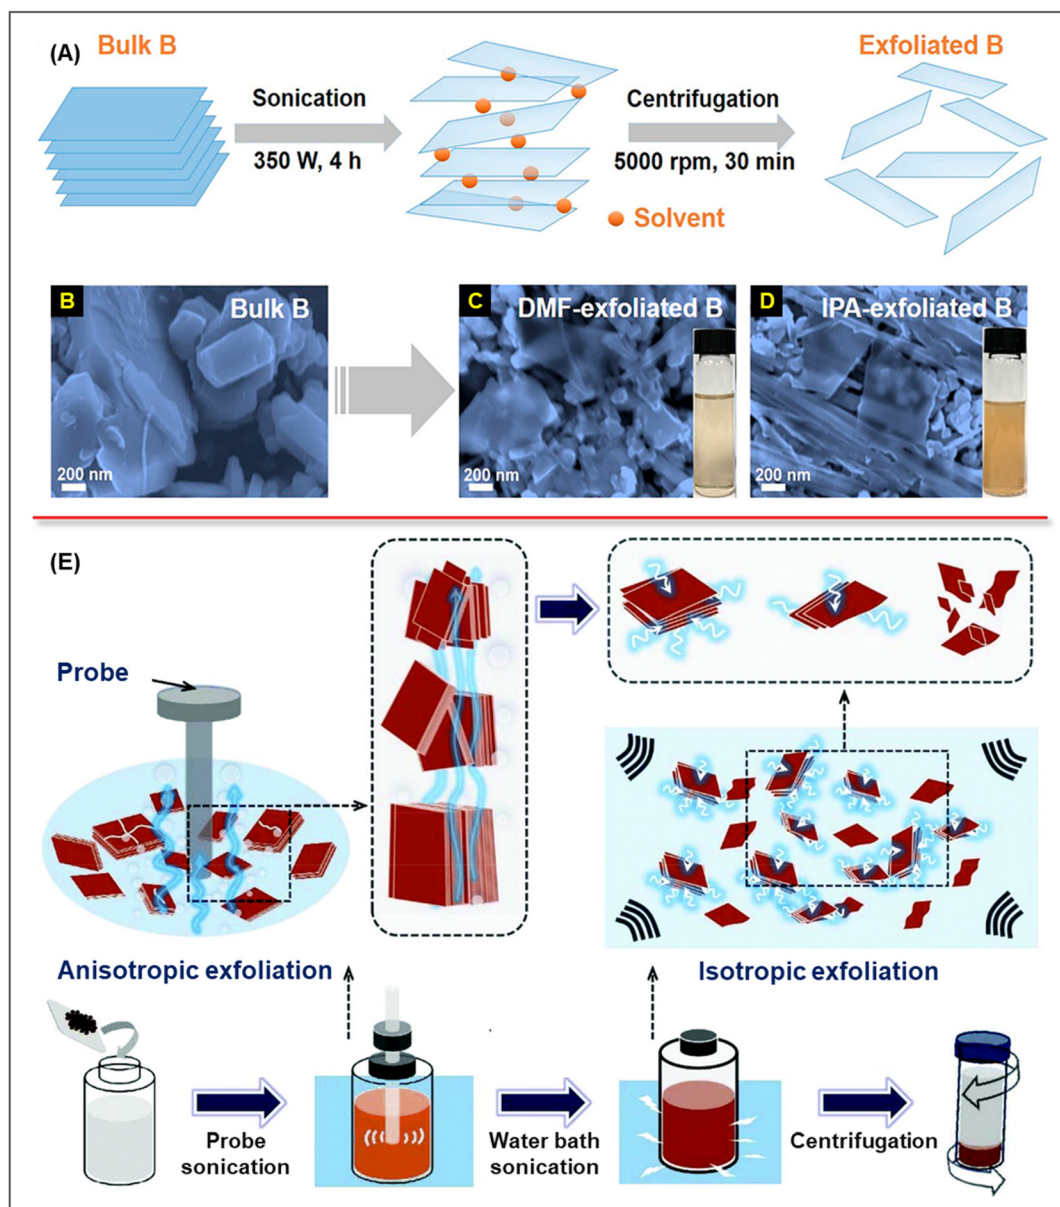 (A)
Bulk B
Exfoliated B
Sonication
350 W, 4 h
Centrifugation
5000 rpm, 30 min
Solvent
B
Bulk B
200 nm
C
DMF-exfoliated B
200 nm
D
IPA-exfoliated B
200 nm
(E)
Probe
Anisotropic exfoliation
Isotropic exfoliation
Probe
sonication
Water bath
sonication
Centrifugation